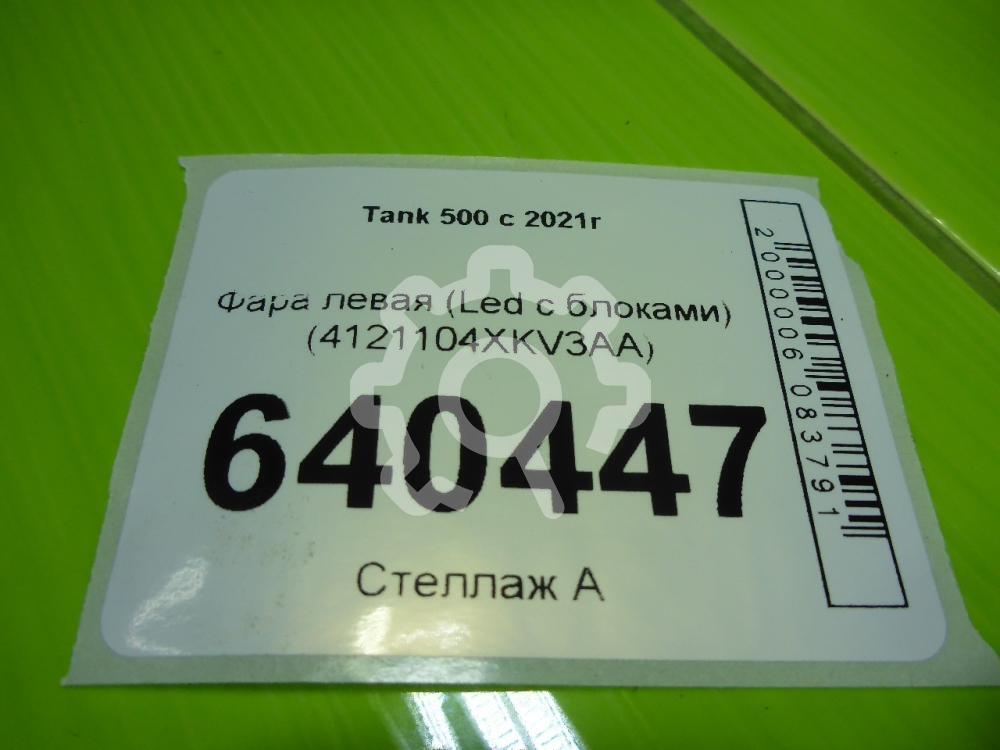 Tank 500 с 2021г
Фара левая (Led с блоками)
(4121104XKV3AA)
640447
Стеллаж А
2000006083791